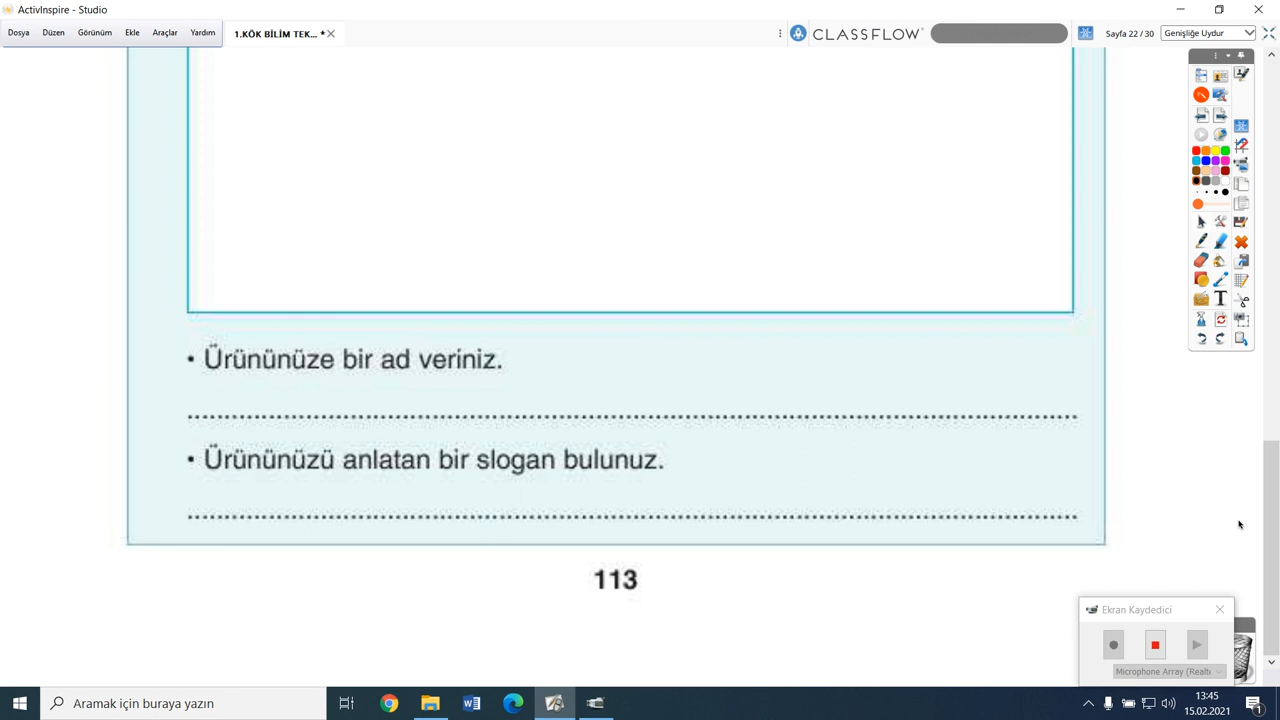 ActivInspire - Studio
Dosya Düzen Görünüm Ekle Araçlar Yardım
1.KÖK BİLİM TEK... *
CLASSFLOW
Sayfa 22 / 30
Genişliğe Uydur
• Ürününüze bir ad veriniz.
• Ürününüzü anlatan bir slogan bulunuz.
113
Ekran Kaydedici
Microphone Array (Realte
Aramak için buraya yazın
13:45
15.02.2021
1